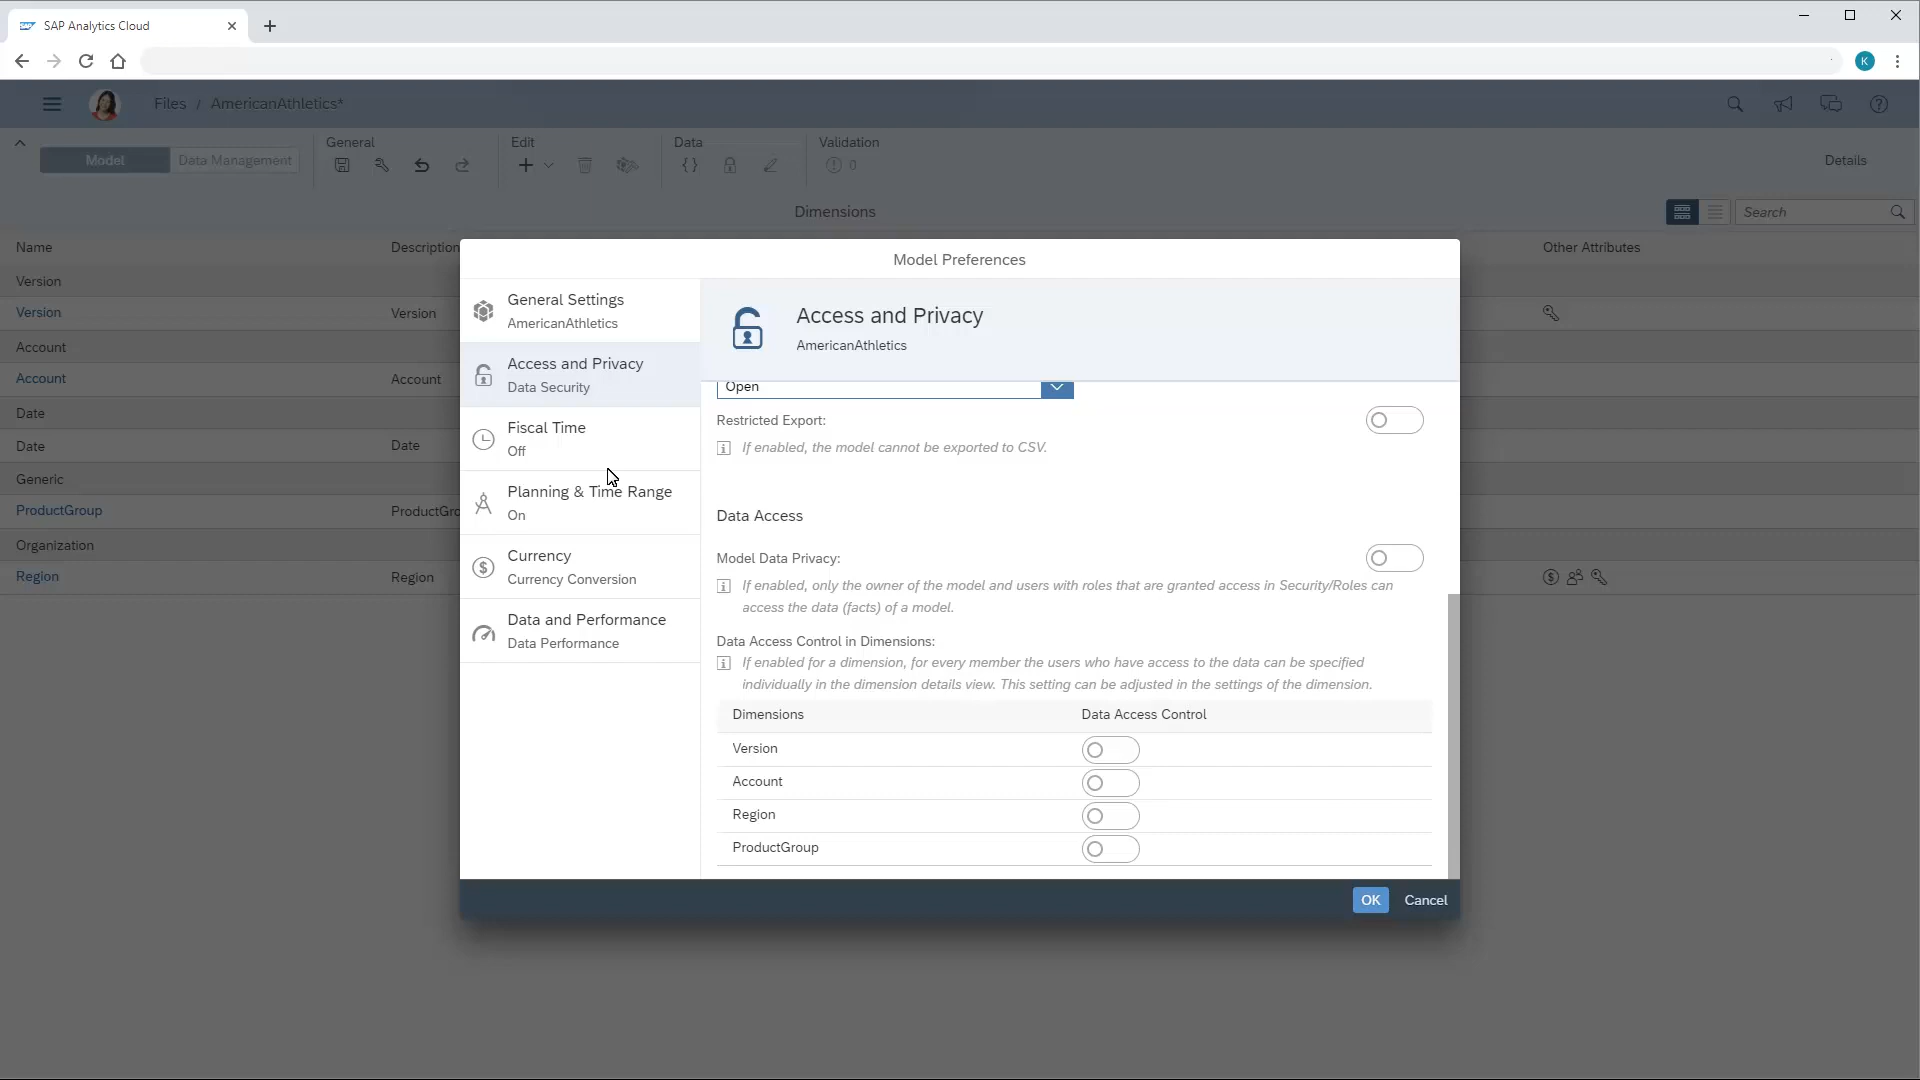 SAP Analytics Cloud
K
Files / AmericanAthletics*
Model
Data Management
General
Edit
Data
Validation
0
Details
Dimensions
Search
Name
Description
Other Attributes
Version
Version
Version
Account
Account
Account
Date
Date
Date
Generic
ProductGroup
ProductGro
Organization
Region
Region
Model Preferences
General Settings
AmericanAthletics
Access and Privacy
Data Security
Fiscal Time
Off
Planning & Time Range
On
Currency
Currency Conversion
Data and Performance
Data Performance
Access and Privacy
AmericanAthletics
Open
Restricted Export:
If enabled, the model cannot be exported to CSV.
Data Access
Model Data Privacy:
If enabled, only the owner of the model and users with roles that are granted access in Security/Roles can
access the data (facts) of a model.
Data Access Control in Dimensions:
If enabled for a dimension, for every member the users who have access to the data can be specified
individually in the dimension details view. This setting can be adjusted in the settings of the dimension.
Dimensions
Data Access Control
Version
Account
Region
ProductGroup
OK
Cancel